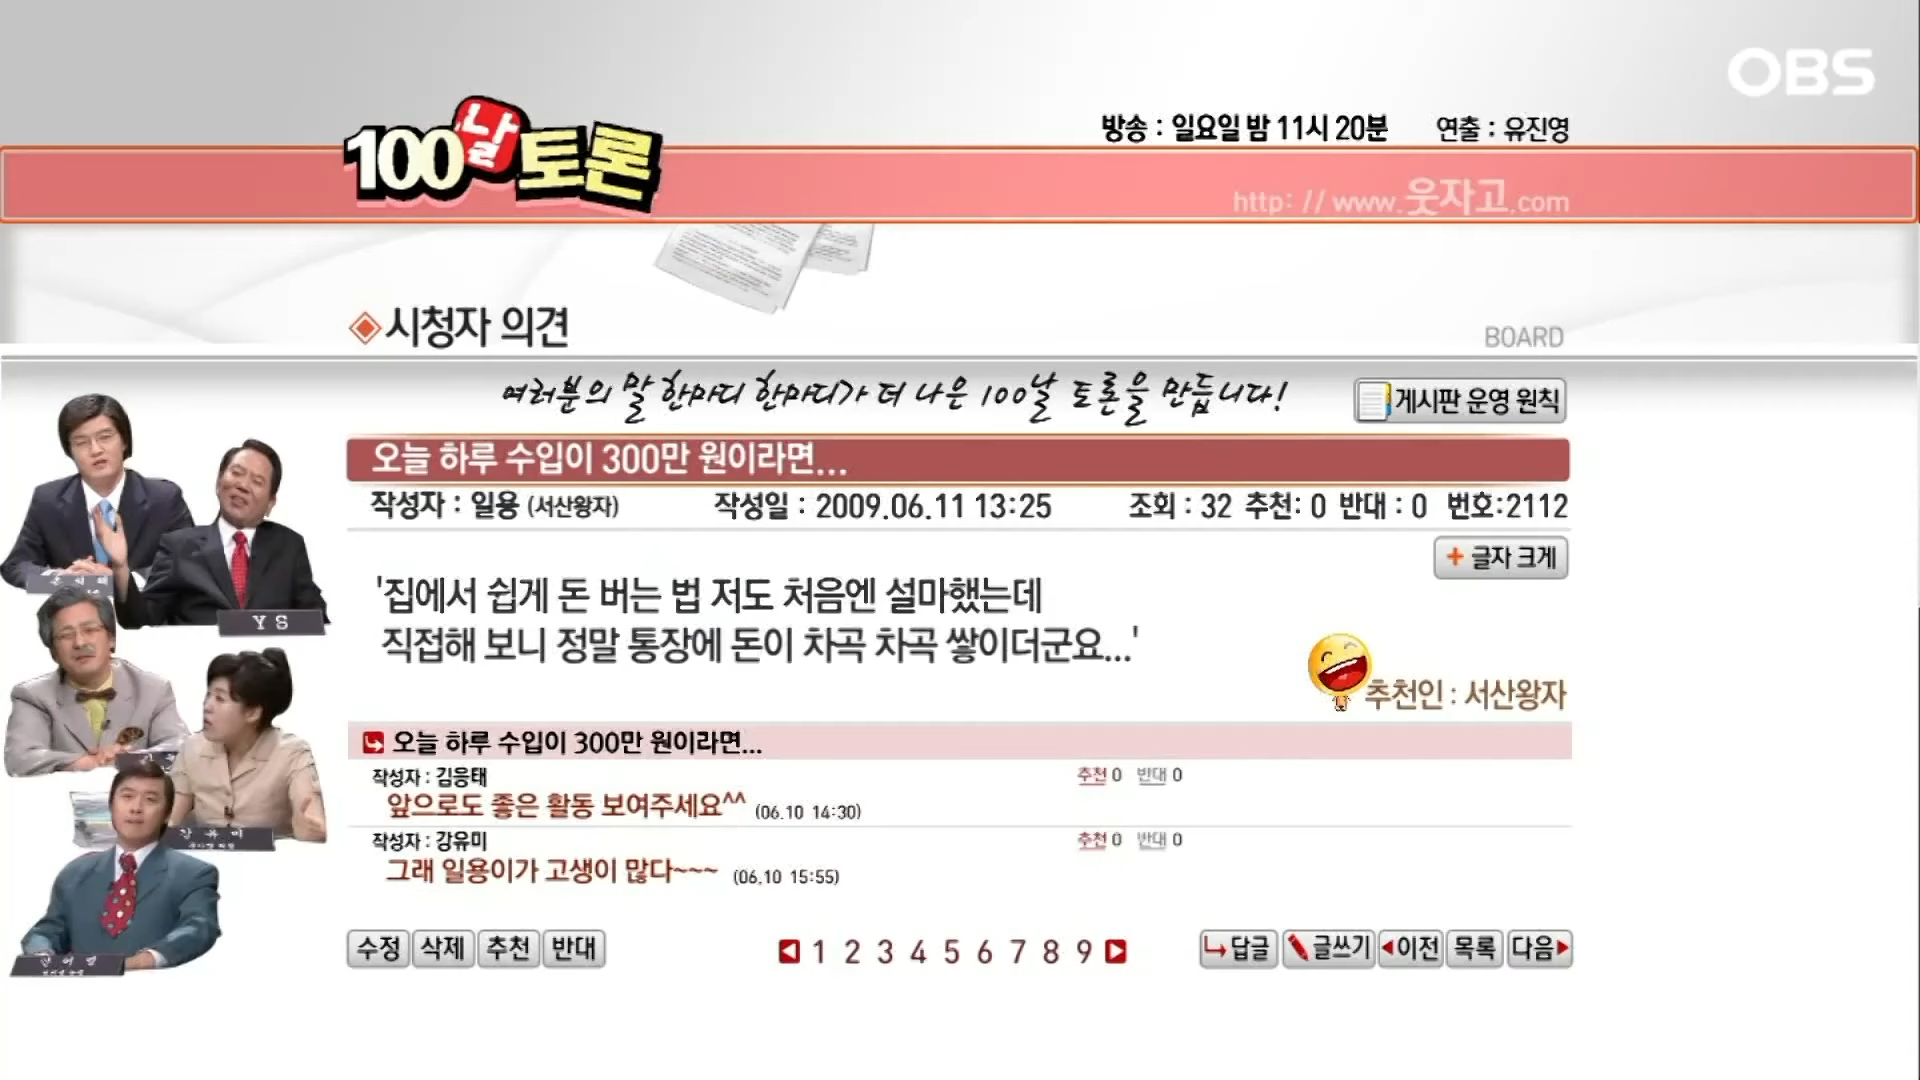 OBS
100날토론
방송 : 일요일 밤 11시 20분 연출 : 유진영
http: // www.웃자고.com
시청자 의견
BOARD
여러분의 말 한마디 한마디가 더 나은 100날 토론을 만듭니다!
게시판 운영 원칙
오늘 하루 수입이 300만 원이라면...
작성자 : 일용 (서산왕자) 작성일 : 2009.06.11 13:25 조회 : 32 추천: 0 반대 : 0 번호:2112
+ 글자 크게
'집에서 쉽게 돈 버는 법 저도 처음엔 설마했는데
직접해 보니 정말 통장에 돈이 차곡 차곡 쌓이더군요...'
추천인 : 서산왕자
YS
오늘 하루 수입이 300만 원이라면...
작성자 : 김응태 추천 0 반대 0
앞으로도 좋은 활동 보여주세요^^ (06.10 14:30)
작성자 : 강유미 추천 0 반대 0
그래 일용이가 고생이 많다~~~ (06.10 15:55)
강유미
수정 삭제 추천 반대 1 2 3 4 5 6 7 8 9 답글 글쓰기 이전 목록 다음